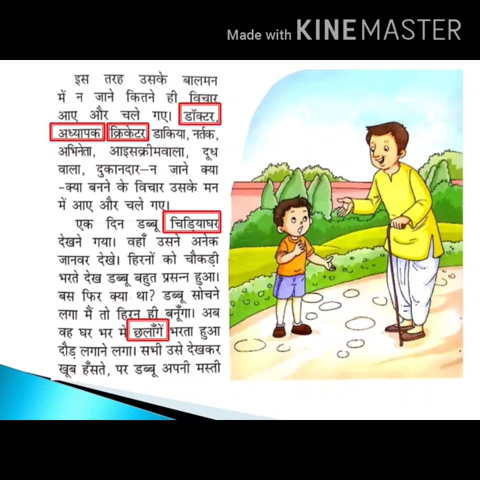 Made with KINEMASTER
इस तरह उसके बालमन
में न जाने कितने ही विचार
आए और चले गए। डॉक्टर,
अध्यापक क्रिकेटर डाकिया, नर्तक,
अभिनेता, आइसक्रीमवाला, दूध
वाला, दुकानदार—न जाने क्या
-क्या बनने के विचार उसके मन
में आए और चले गए।
एक दिन डब्बू चिड़ियाघर
देखने गया। वहाँ उसने अनेक
जानवर देखे। हिरनों को चौकड़ी
भरते देख डब्बू बहुत प्रसन्न हुआ।
बस फिर क्या था? डब्बू सोचने
लगा मैं तो हिरन ही बनूँगा। अब
वह घर भर में छलाँगें भरता हुआ
दौड़ लगाने लगा। सभी उसे देखकर
खूब हँसते, पर डब्बू अपनी मस्ती